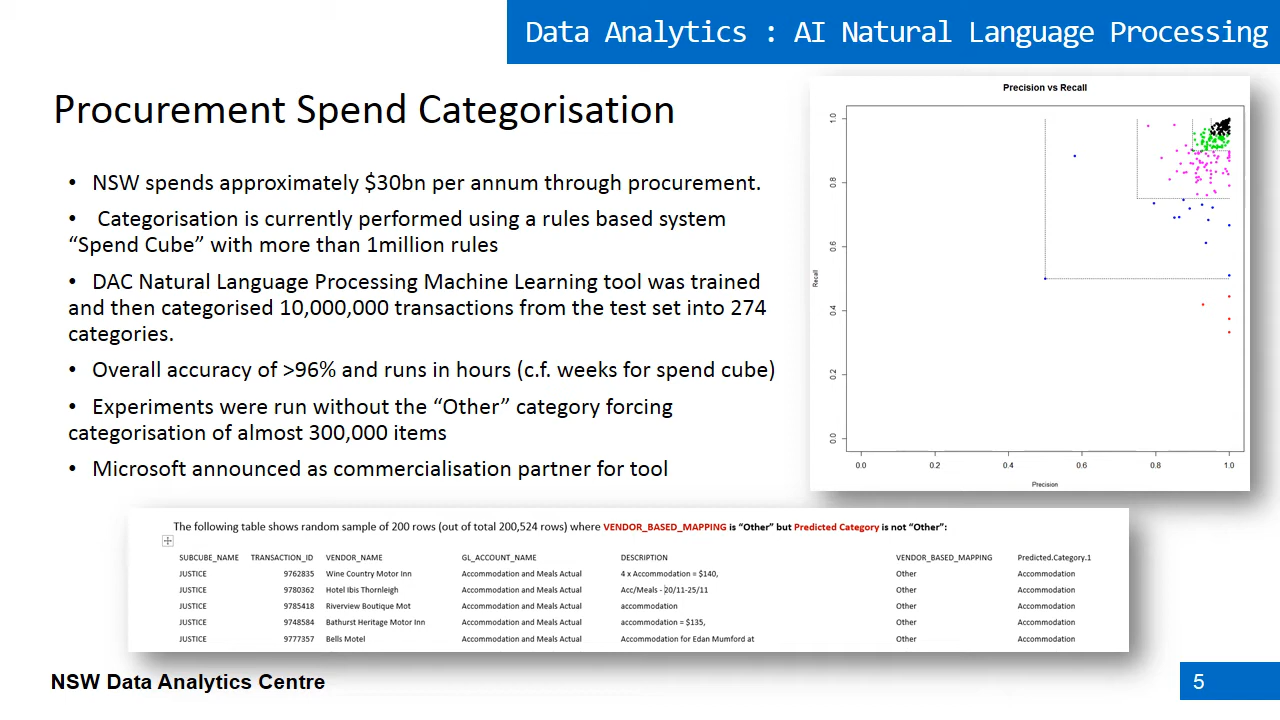 Data Analytics : AI Natural Language Processing
Procurement Spend Categorisation
• NSW spends approximately $30bn per annum through procurement.
• Categorisation is currently performed using a rules based system
“Spend Cube” with more than 1million rules
• DAC Natural Language Processing Machine Learning tool was trained
and then categorised 10,000,000 transactions from the test set into 274
categories.
• Overall accuracy of >96% and runs in hours (c.f. weeks for spend cube)
• Experiments were run without the “Other” category forcing
categorisation of almost 300,000 items
• Microsoft announced as commercialisation partner for tool
Precision vs Recall
1.0
0.8
0.6
0.4
0.2
0.0
Recall
0.0 0.2 0.4 0.6 0.8 1.0
Precision
The following table shows random sample of 200 rows (out of total 200,524 rows) where VENDOR_BASED_MAPPING is “Other” but Predicted Category is not “Other”:
SUBCUBE_NAME TRANSACTION_ID VENDOR_NAME GL_ACCOUNT_NAME DESCRIPTION VENDOR_BASED_MAPPING Predicted.Category.1
JUSTICE 9762835 Wine Country Motor Inn Accommodation and Meals Actual 4 x Accommodation = $140, Other Accommodation
JUSTICE 9780362 Hotel Ibis Thornleigh Accommodation and Meals Actual Acc/Meals - 20/11-25/11 Other Accommodation
JUSTICE 9785418 Riverview Boutique Mot Accommodation and Meals Actual accommodation Other Accommodation
JUSTICE 9748584 Bathurst Heritage Motor Inn Accommodation and Meals Actual accommodation = $135, Other Accommodation
JUSTICE 9777357 Bells Motel Accommodation and Meals Actual Accommodation for Edan Mumford at Other Accommodation
NSW Data Analytics Centre
5